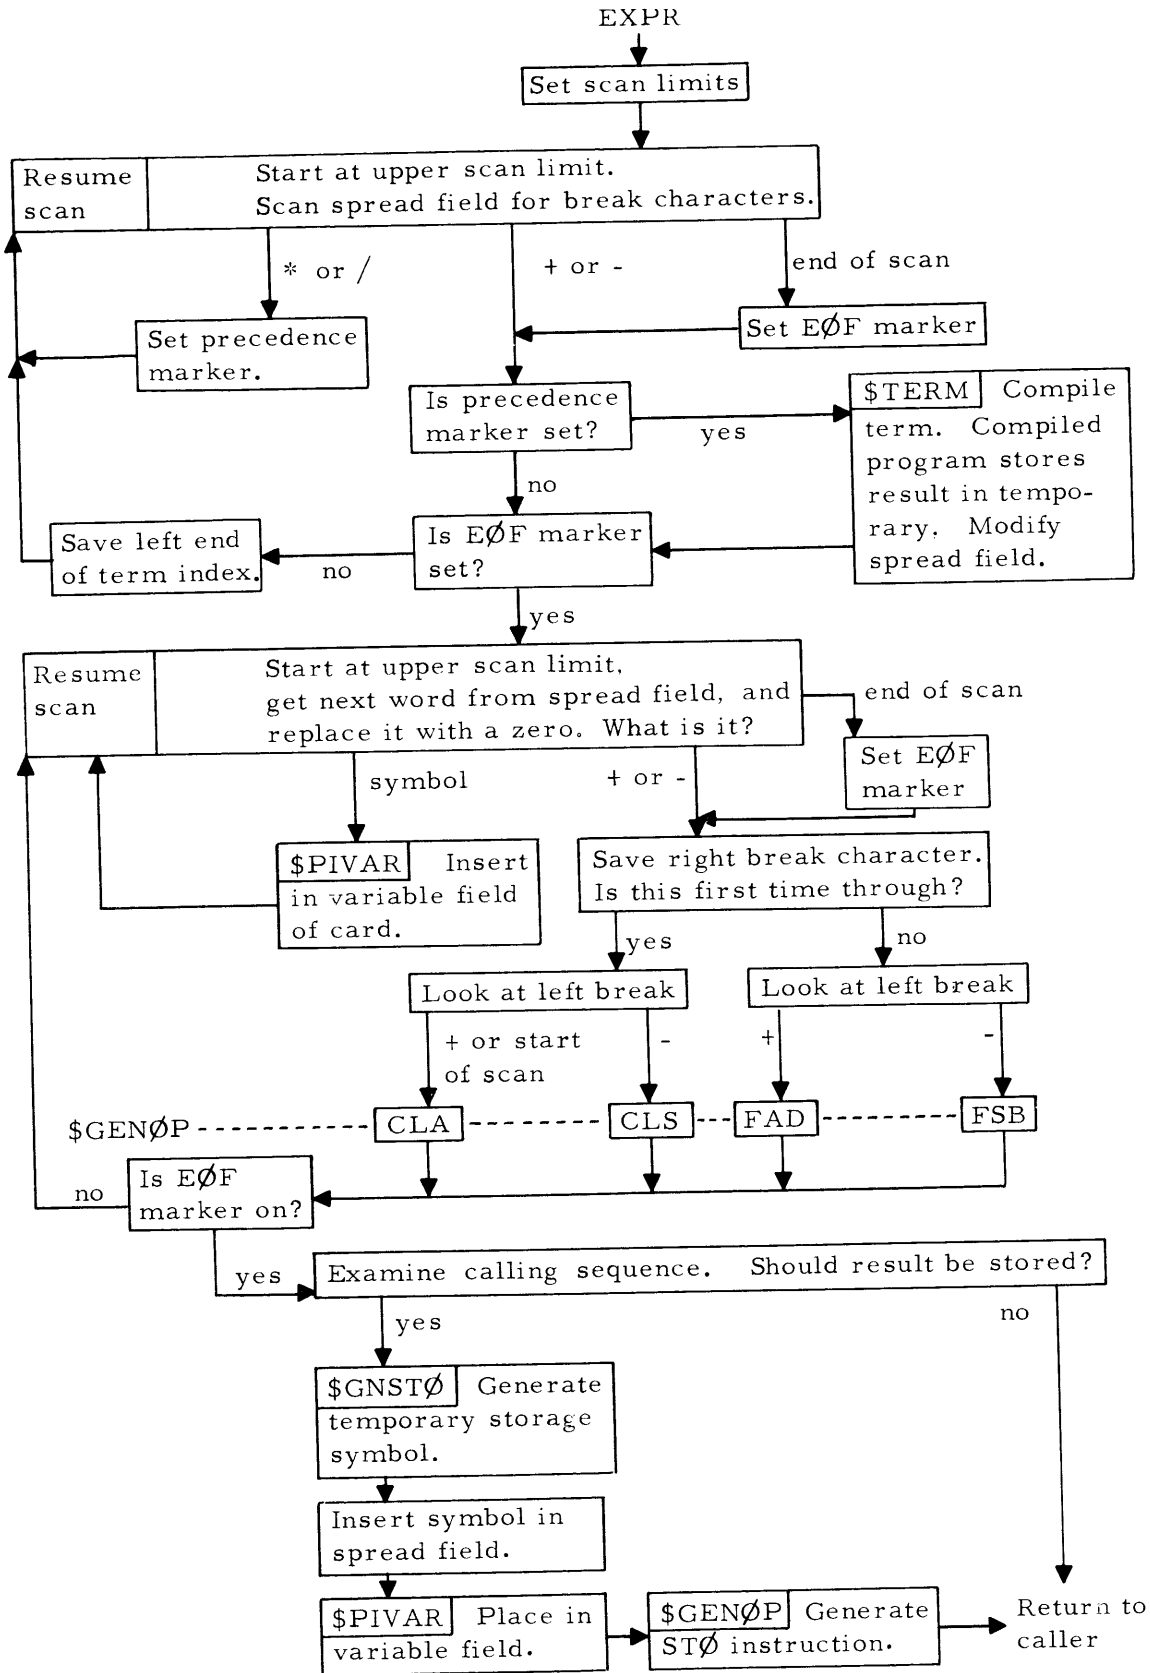 EXPR
Set scan limits
Resume
scan
Start at upper scan limit.
Scan spread field for break characters.
* or /
+ or -
end of scan
Set precedence
marker.
Set EØF marker
Is precedence
marker set?
yes
$TERM Compile
term. Compiled
program stores
result in tempo-
rary. Modify
spread field.
no
Save left end
of term index.
no
Is EØF marker
set?
yes
Resume
scan
Start at upper scan limit,
get next word from spread field, and
replace it with a zero. What is it?
end of scan
Set EØF
marker
symbol
+ or -
$PIVAR Insert
in variable field
of card.
Save right break character.
Is this first time through?
yes
no
Look at left break
Look at left break
+ or start
of scan
-
+
-
$GENØP ------------ CLA --------- CLS --- FAD -------- FSB
Is EØF
marker on?
no
yes
Examine calling sequence. Should result be stored?
yes
no
$GNSTØ Generate
temporary storage
symbol.
Insert symbol in
spread field.
$PIVAR Place in
variable field.
$GENØP Generate
STØ instruction.
Return to
caller